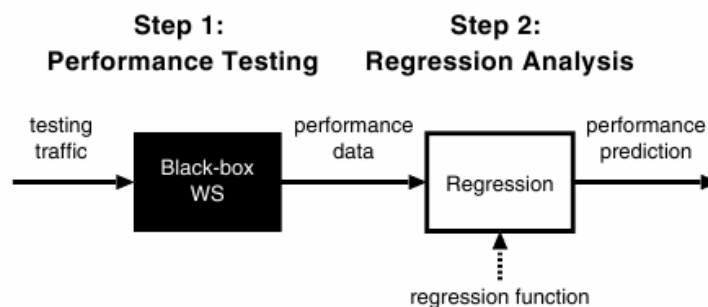 Step 1:
Performance Testing
Step 2:
Regression Analysis
testing
traffic
Black-box
WS
performance
data
Regression
performance
prediction
regression function